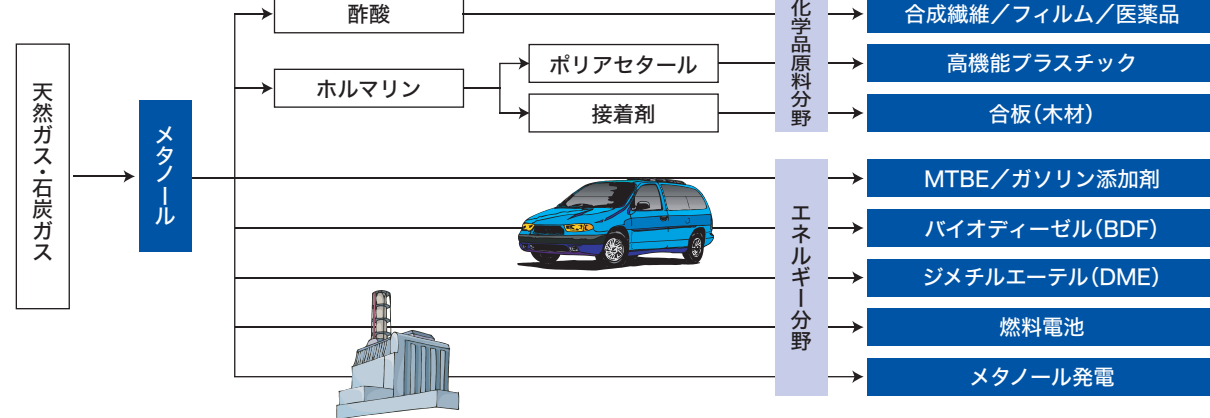 天然ガス・石炭ガス
メタノール
酢酸
ホルマリン
ポリアセタール
接着剤
化学品原料分野
エネルギー分野
合成繊維／フィルム／医薬品
高機能プラスチック
合板(木材)
MTBE／ガソリン添加剤
バイオディーゼル(BDF)
ジメチルエーテル(DME)
燃料電池
メタノール発電